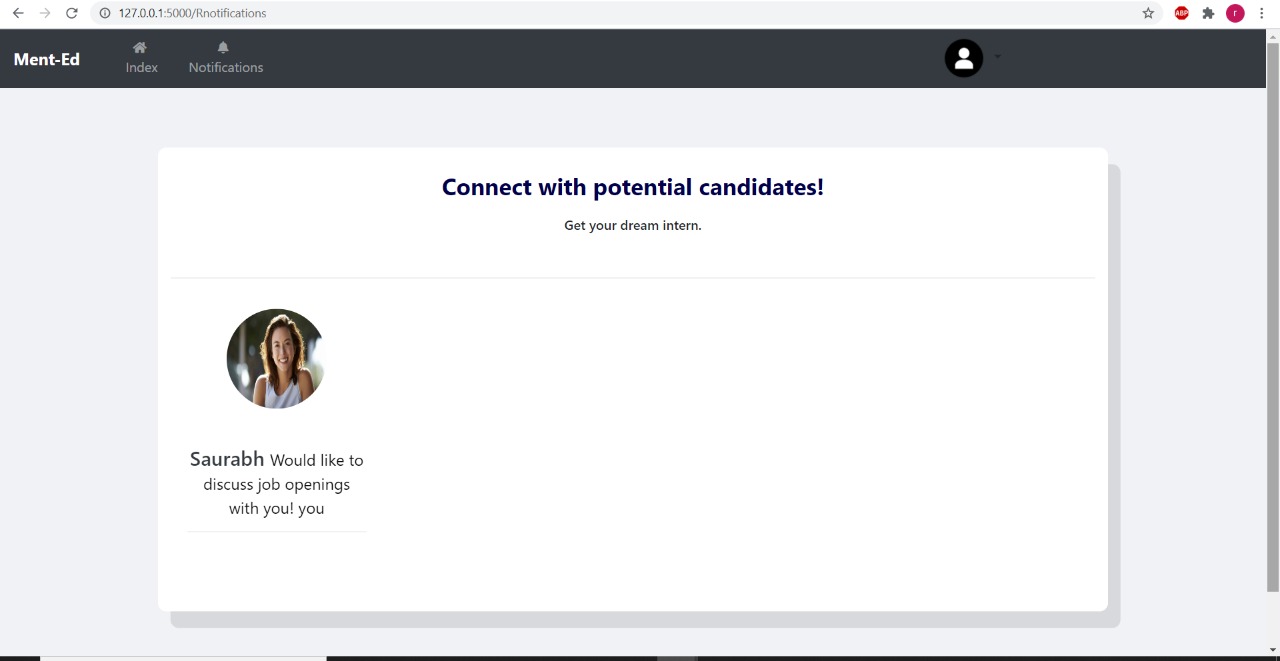 127.0.0.1:5000/Rnotifications
ABP
r
Ment-Ed
Index
Notifications
Connect with potential candidates!
Get your dream intern.
Saurabh Would like to
discuss job openings
with you! you